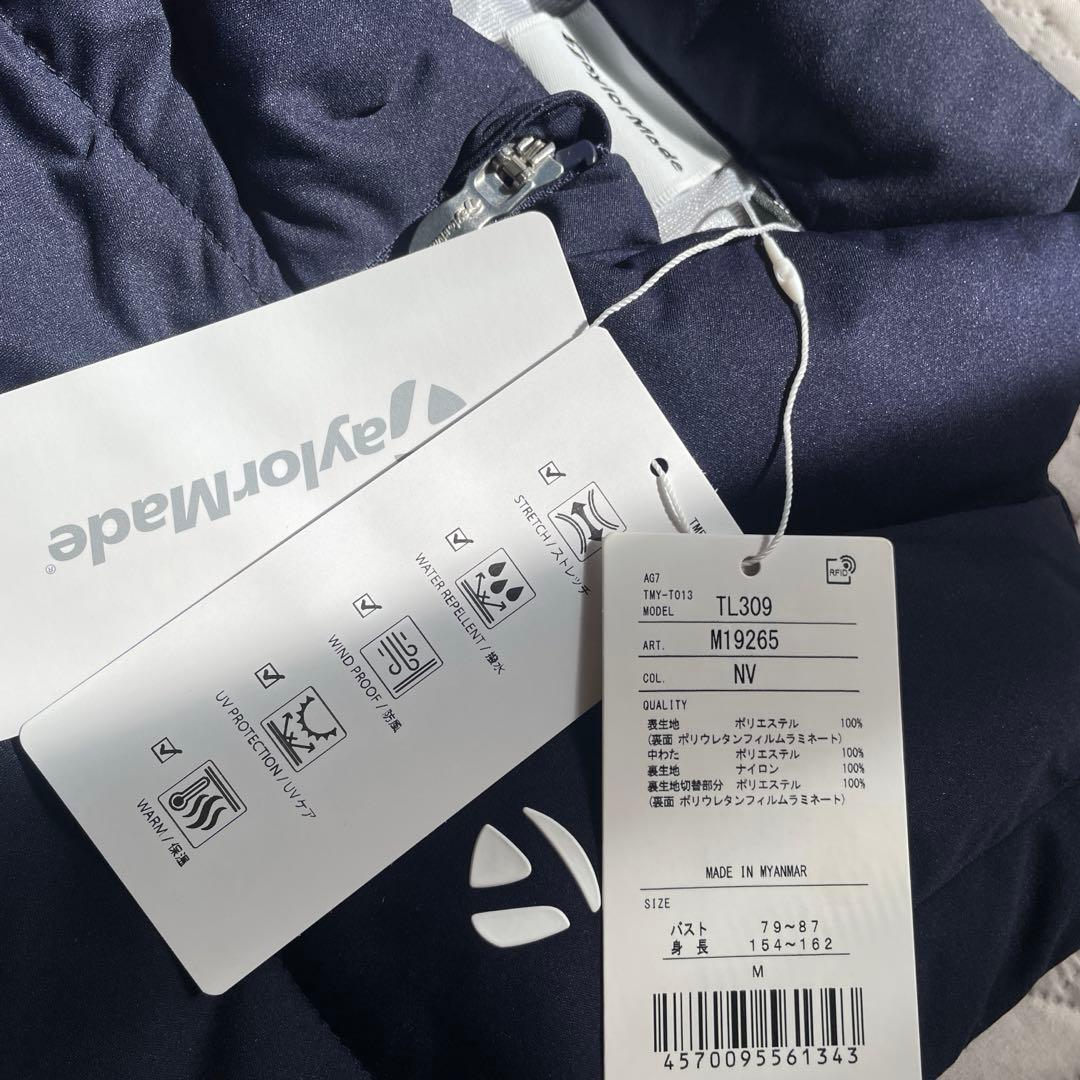 TaylorMade
TaylorMade®
STRETCH / ストレッチ
WATER REPELLENT / 撥水
WIND PROOF / 防風
UV PROTECTION / UVケア
WARM / 保温
RFID
AG7
TMY-T013
MODEL TL309
ART. M19265
COL. NV
QUALITY
表生地 ポリエステル 100%
(裏面 ポリウレタンフィルムラミネート)
中わた ポリエステル 100%
裏生地 ナイロン 100%
裏生地切替部分 ポリエステル 100%
(裏面 ポリウレタンフィルムラミネート)
MADE IN MYANMAR
SIZE
バスト 79~87
身長 154~162
M
4570095561343